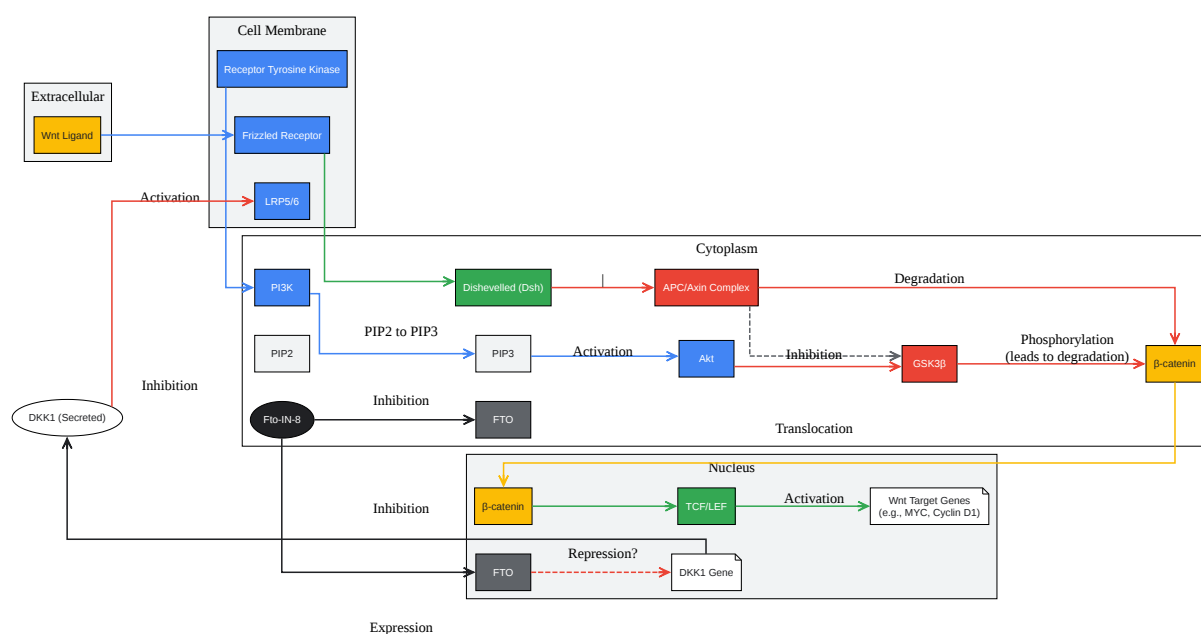 Cell Membrane
Receptor Tyrosine Kinase
Extracellular
Wnt Ligand
Frizzled Receptor
Activation
LRP5/6
Cytoplasm
PI3K
Dishevelled (Dsh)
APC/Axin Complex
Degradation
PIP2 to PIP3
PIP2
PIP3
Activation
Akt
Inhibition
GSK3β
Phosphorylation
(leads to degradation)
β-catenin
Inhibition
DKK1 (Secreted)
Fto-IN-8
Inhibition
FTO
Translocation
Nucleus
β-catenin
TCF/LEF
Activation
Wnt Target Genes
(e.g., MYC, Cyclin D1)
Inhibition
FTO
Repression?
DKK1 Gene
Expression